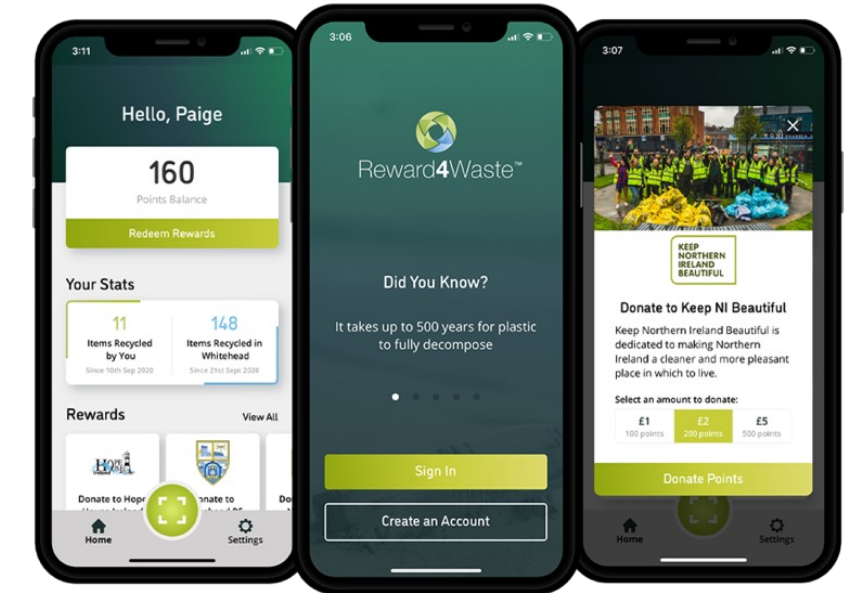 3:11
Hello, Paige
160
Points Balance
Redeem Rewards
Your Stats
11
Items Recycled
by You
Since 10th Sep 2020
148
Items Recycled in
Whitehead
Since 21st Sept 2020
Rewards
View All
HOPE
Donate to Hope
House Ireland
onate to
Do
Home
Settings
3:06
Reward4Waste™
Did You Know?
It takes up to 500 years for plastic
to fully decompose
Sign In
Create an Account
3:07
KEEP
NORTHERN
IRELAND
BEAUTIFUL
Donate to Keep NI Beautiful
Keep Northern Ireland Beautiful is
dedicated to making Northern
Ireland a cleaner and more pleasant
place in which to live.
Select an amount to donate:
£1
100 points
£2
200 points
£5
500 points
Donate Points
Home
Settings